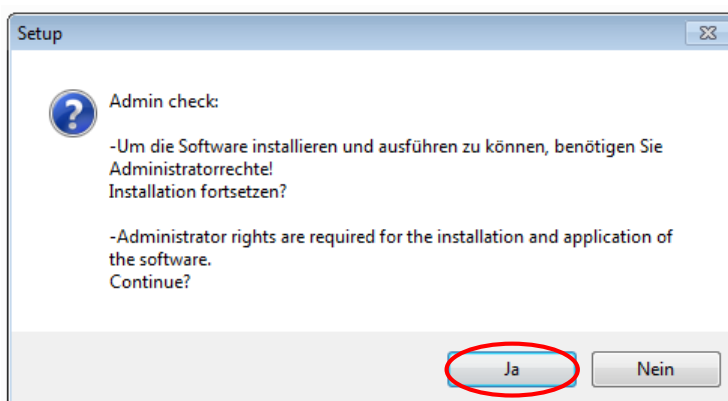 Setup
Admin check:
-Um die Software installieren und ausführen zu können, benötigen Sie
Administratorrechte!
Installation fortsetzen?
-Administrator rights are required for the installation and application of
the software.
Continue?
Ja
Nein